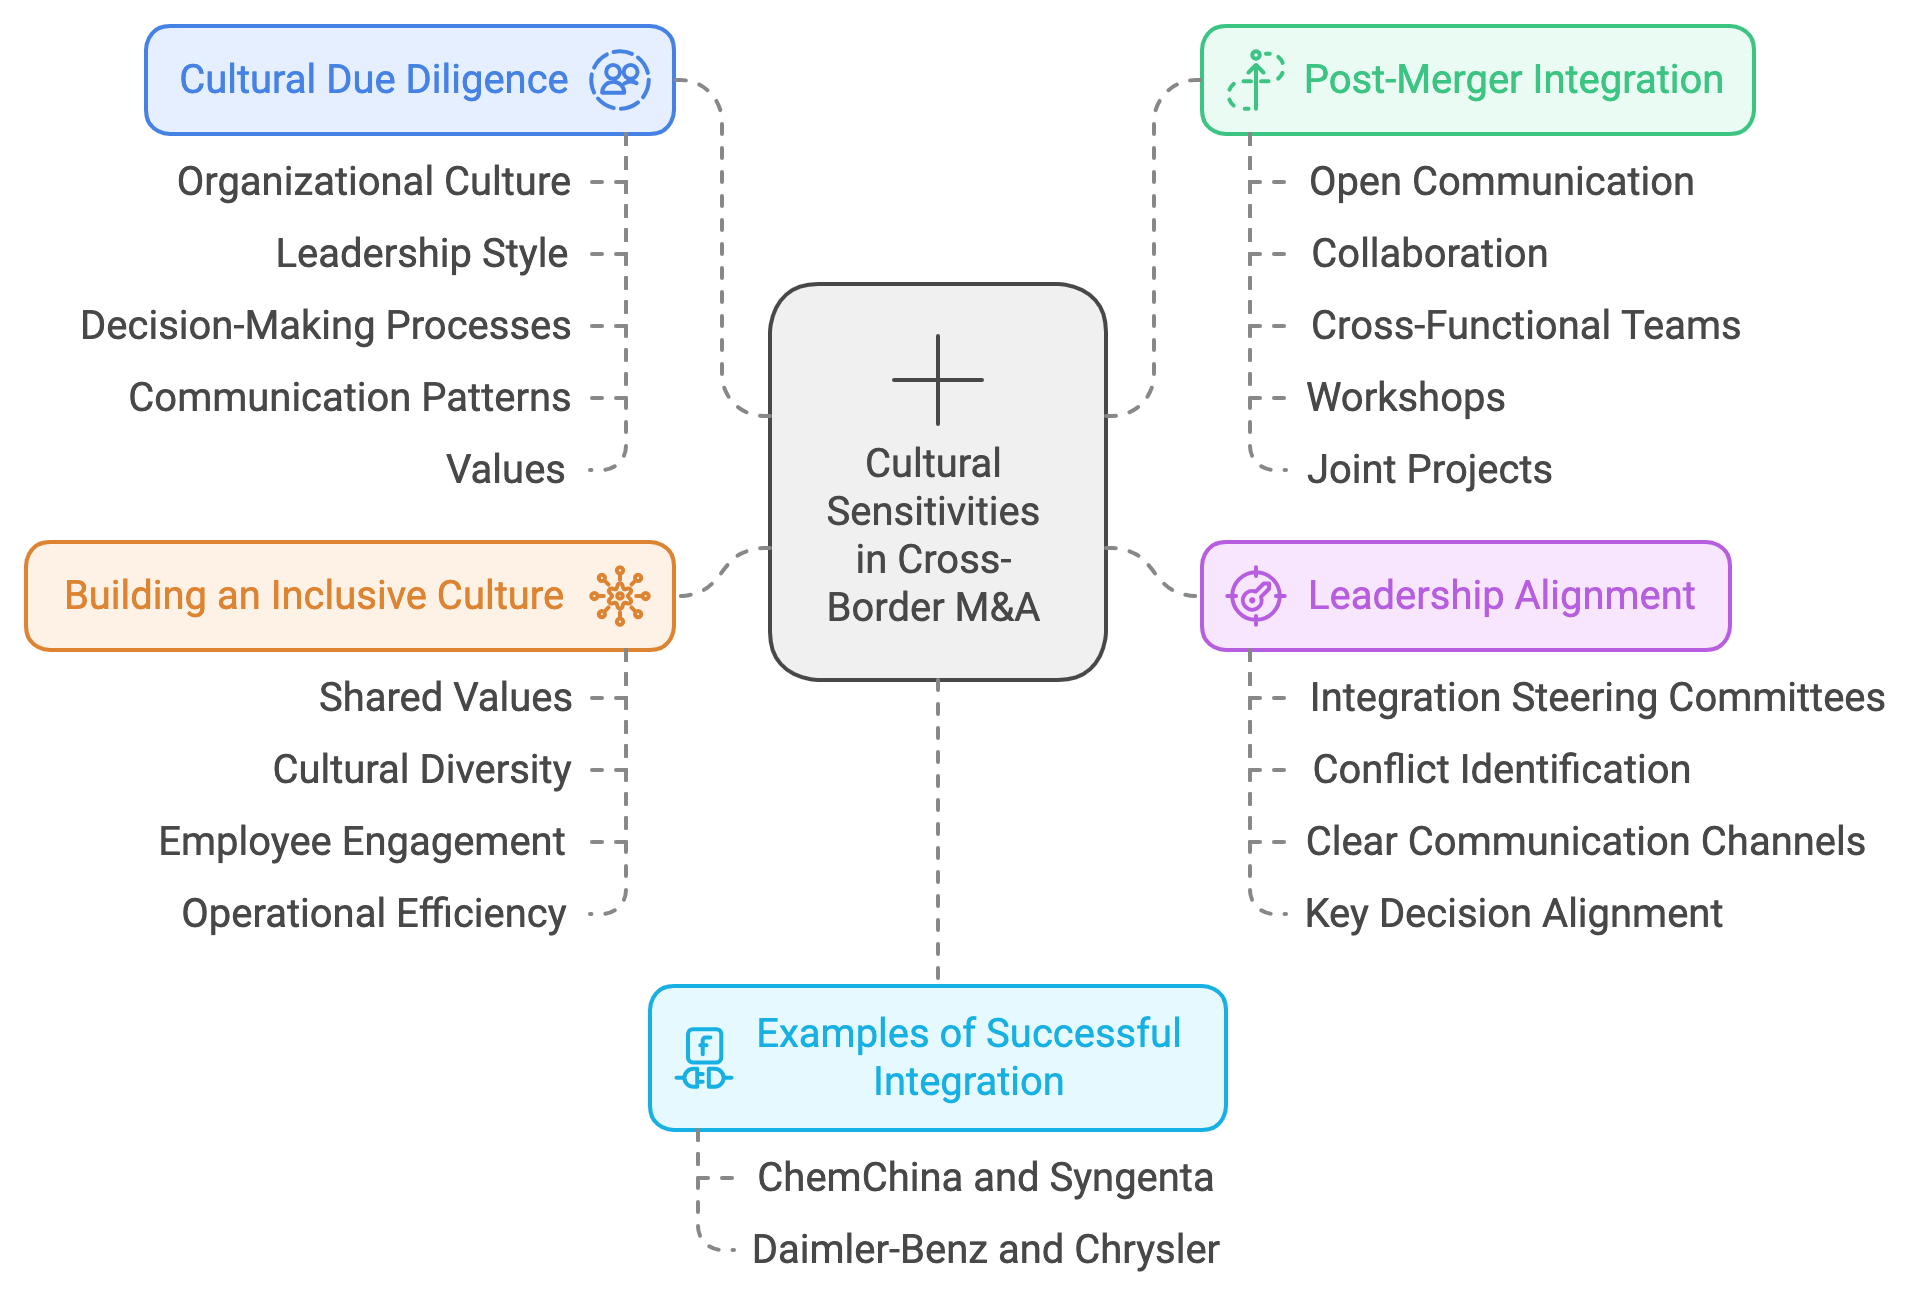 Cultural Due Diligence
Organizational Culture
Leadership Style
Decision-Making Processes
Communication Patterns
Values
Post-Merger Integration
Open Communication
Collaboration
Cross-Functional Teams
Workshops
Joint Projects
Cultural
Sensitivities
in Cross-
Border M&A
Building an Inclusive Culture
Shared Values
Cultural Diversity
Employee Engagement
Operational Efficiency
Leadership Alignment
Integration Steering Committees
Conflict Identification
Clear Communication Channels
Key Decision Alignment
f
Examples of Successful
Integration
ChemChina and Syngenta
Daimler-Benz and Chrysler